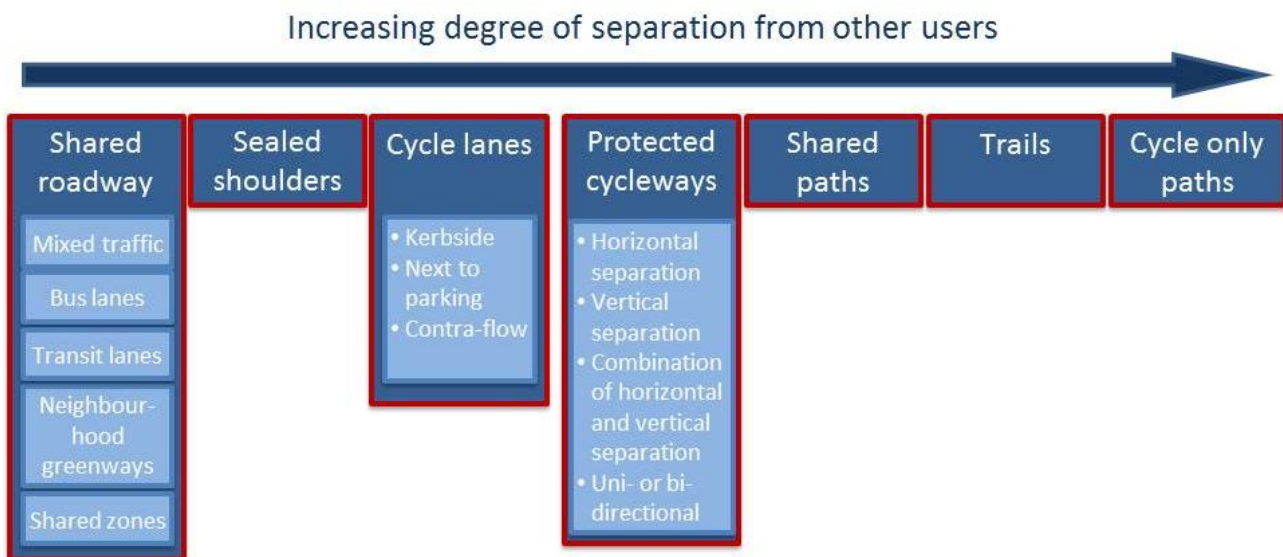 Increasing degree of separation from other users
Shared
roadway
Mixed traffic
Bus lanes
Transit lanes
Neighbour-
hood
greenways
Shared zones
Sealed
shoulders
Cycle lanes
• Kerbside
• Next to
parking
• Contra-flow
Protected
cycleways
• Horizontal
separation
• Vertical
separation
• Combination
of horizontal
and vertical
separation
• Uni- or bi-
directional
Shared
paths
Trails
Cycle only
paths